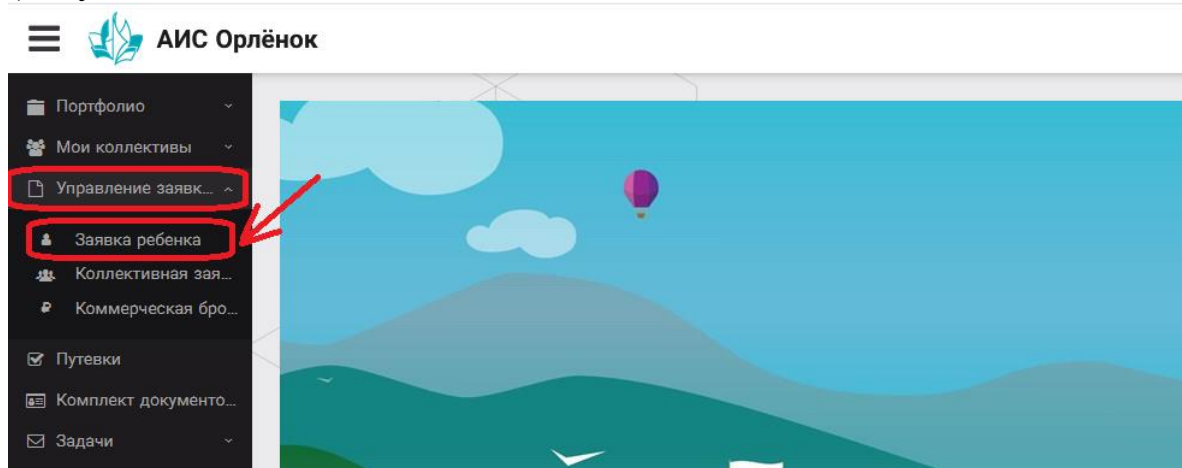 АИС Орлёнок
Портфолио
Мои коллективы
Управление заявк...
Заявка ребенка
Коллективная зая...
Коммерческая бро...
Путевки
Комплект документо...
Задачи